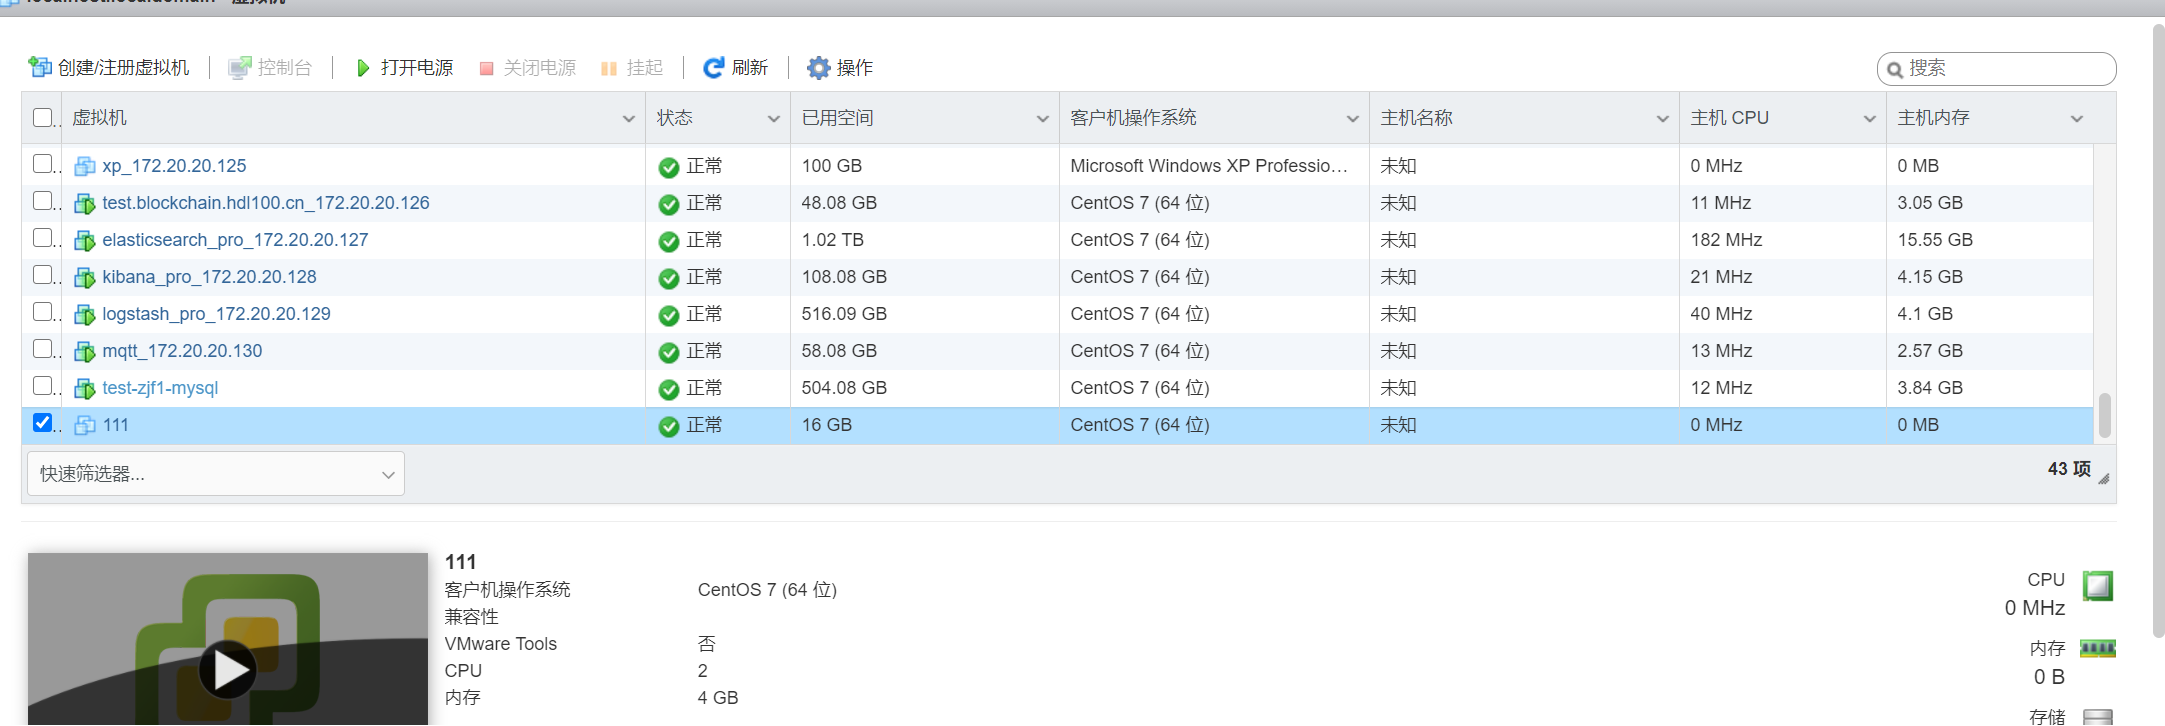 创建/注册虚拟机 控制台 打开电源 关闭电源 挂起 刷新 操作 搜索
虚拟机 状态 已用空间 客户机操作系统 主机名称 主机 CPU 主机内存
xp_172.20.20.125 正常 100 GB Microsoft Windows XP Professio... 未知 0 MHz 0 MB
test.blockchain.hdl100.cn_172.20.20.126 正常 48.08 GB CentOS 7 (64 位) 未知 11 MHz 3.05 GB
elasticsearch_pro_172.20.20.127 正常 1.02 TB CentOS 7 (64 位) 未知 182 MHz 15.55 GB
kibana_pro_172.20.20.128 正常 108.08 GB CentOS 7 (64 位) 未知 21 MHz 4.15 GB
logstash_pro_172.20.20.129 正常 516.09 GB CentOS 7 (64 位) 未知 40 MHz 4.1 GB
mqtt_172.20.20.130 正常 58.08 GB CentOS 7 (64 位) 未知 13 MHz 2.57 GB
test-zjf1-mysql 正常 504.08 GB CentOS 7 (64 位) 未知 12 MHz 3.84 GB
111 正常 16 GB CentOS 7 (64 位) 未知 0 MHz 0 MB
快速筛选器... 43 项
111
客户机操作系统 CentOS 7 (64 位)
兼容性
VMware Tools 否
CPU 2
内存 4 GB
CPU
0 MHz
内存
0 B
存储